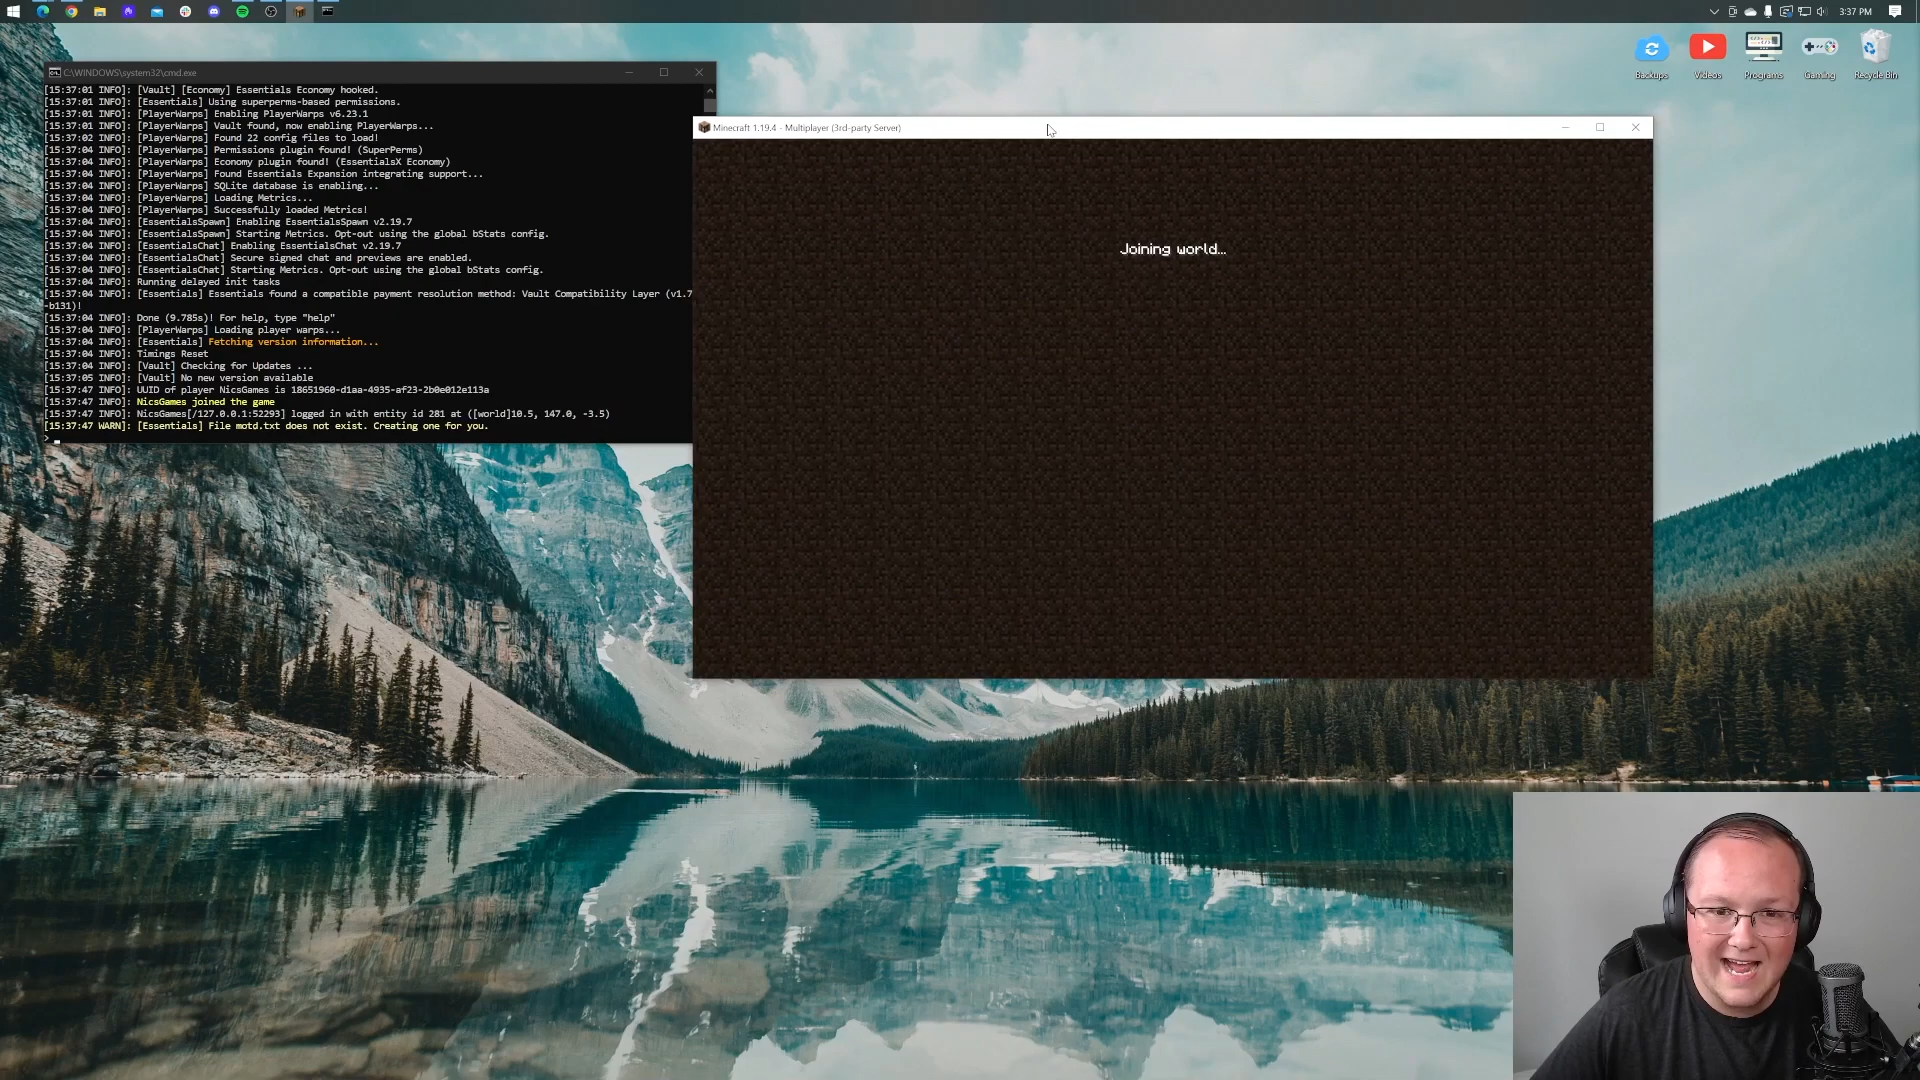 3:37 PM
Backups
Videos
Programs
Gaming
Recycle Bin
C:\WINDOWS\system32\cmd.exe
[15:37:01 INFO]: [Vault] [Economy] Essentials Economy hooked.
[15:37:01 INFO]: [Essentials] Using superperms-based permissions.
[15:37:01 INFO]: [PlayerWarps] Enabling PlayerWarps v6.23.1
[15:37:01 INFO]: [PlayerWarps] Vault found, now enabling PlayerWarps...
[15:37:02 INFO]: [PlayerWarps] Found 22 config files to load!
[15:37:04 INFO]: [PlayerWarps] Permissions plugin found! (SuperPerms)
[15:37:04 INFO]: [PlayerWarps] Economy plugin found! (EssentialsX Economy)
[15:37:04 INFO]: [PlayerWarps] Found Essentials Expansion integrating support...
[15:37:04 INFO]: [PlayerWarps] SQLite database is enabling...
[15:37:04 INFO]: [PlayerWarps] Loading Metrics...
[15:37:04 INFO]: [PlayerWarps] Successfully loaded Metrics!
[15:37:04 INFO]: [EssentialsSpawn] Enabling EssentialsSpawn v2.19.7
[15:37:04 INFO]: [EssentialsSpawn] Starting Metrics. Opt-out using the global bStats config.
[15:37:04 INFO]: [EssentialsChat] Enabling EssentialsChat v2.19.7
[15:37:04 INFO]: [EssentialsChat] Secure signed chat and previews are enabled.
[15:37:04 INFO]: [EssentialsChat] Starting Metrics. Opt-out using the global bStats config.
[15:37:04 INFO]: Running delayed init tasks
[15:37:04 INFO]: [Essentials] Essentials found a compatible payment resolution method: Vault Compatibility Layer (v1.7
-b131)!
[15:37:04 INFO]: Done (9.785s)! For help, type "help"
[15:37:04 INFO]: [PlayerWarps] Loading player warps...
[15:37:04 INFO]: [Essentials] Fetching version information...
[15:37:04 INFO]: Timings Reset
[15:37:04 INFO]: [Vault] Checking for Updates ...
[15:37:05 INFO]: [Vault] No new version available
[15:37:47 INFO]: UUID of player NicsGames is 18651960-d1aa-4935-af23-2b0e012e113a
[15:37:47 INFO]: NicsGames joined the game
[15:37:47 INFO]: NicsGames[/127.0.0.1:52293] logged in with entity id 281 at ([world]10.5, 147.0, -3.5)
[15:37:47 WARN]: [Essentials] File motd.txt does not exist. Creating one for you.
>
Minecraft 1.19.4 - Multiplayer (3rd-party Server)
Joining world...